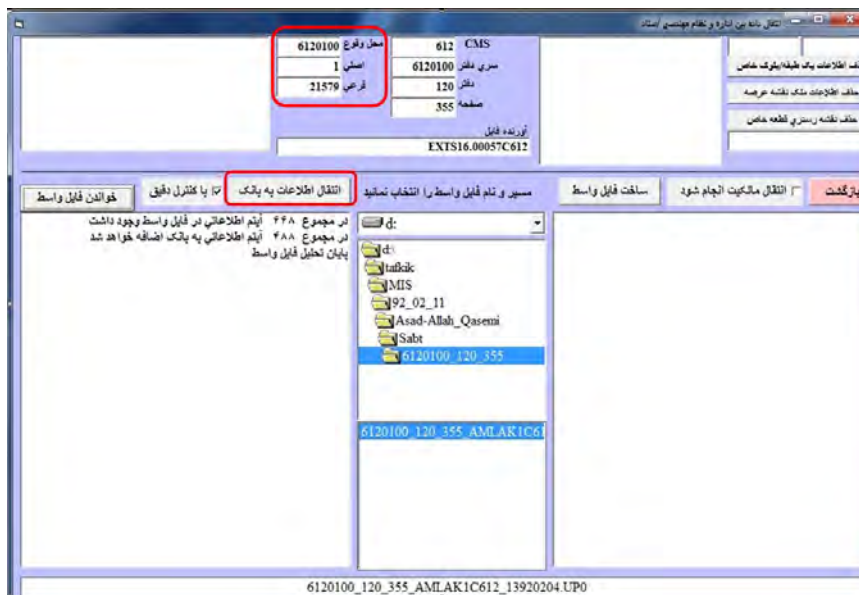 انتقال داده بین اداره و نظام مهندسی /ستاد
محل وقوع 6120100
اصلي 1
فرعي 21579
612 CMS
سري دفتر 6120100
دفتر 120
صفحه 355
آورنده فايل
EXTS16.00057C612
حذف اطلاعات یک طبقه/بلوک خاص
حذف اطلاعات ملک نقشه عرصه
حذف نقشه رستري قطعه خاص
بازگشت
انتقال مالکیت انجام شود
ساخت فایل واسط
مسیر و نام فایل واسط را انتخاب نمائید
انتقال اطلاعات به بانک
با کنترل دقیق
خواندن فایل واسط
در مجموع ۴۴۸ آیتم اطلاعاتي در فایل واسط وجود داشت
در مجموع ۴۸۸ آیتم اطلاعاتي به بانک اضافه خواهد شد
پایان تحلیل فایل واسط
d:
d:\
tafkik
MIS
92_02_11
Asad-Allah_Qasemi
Sabt
6120100_120_355
6120100_120_355_AMLAK1C61
6120100_120_355_AMLAK1C612_13920204.UP0